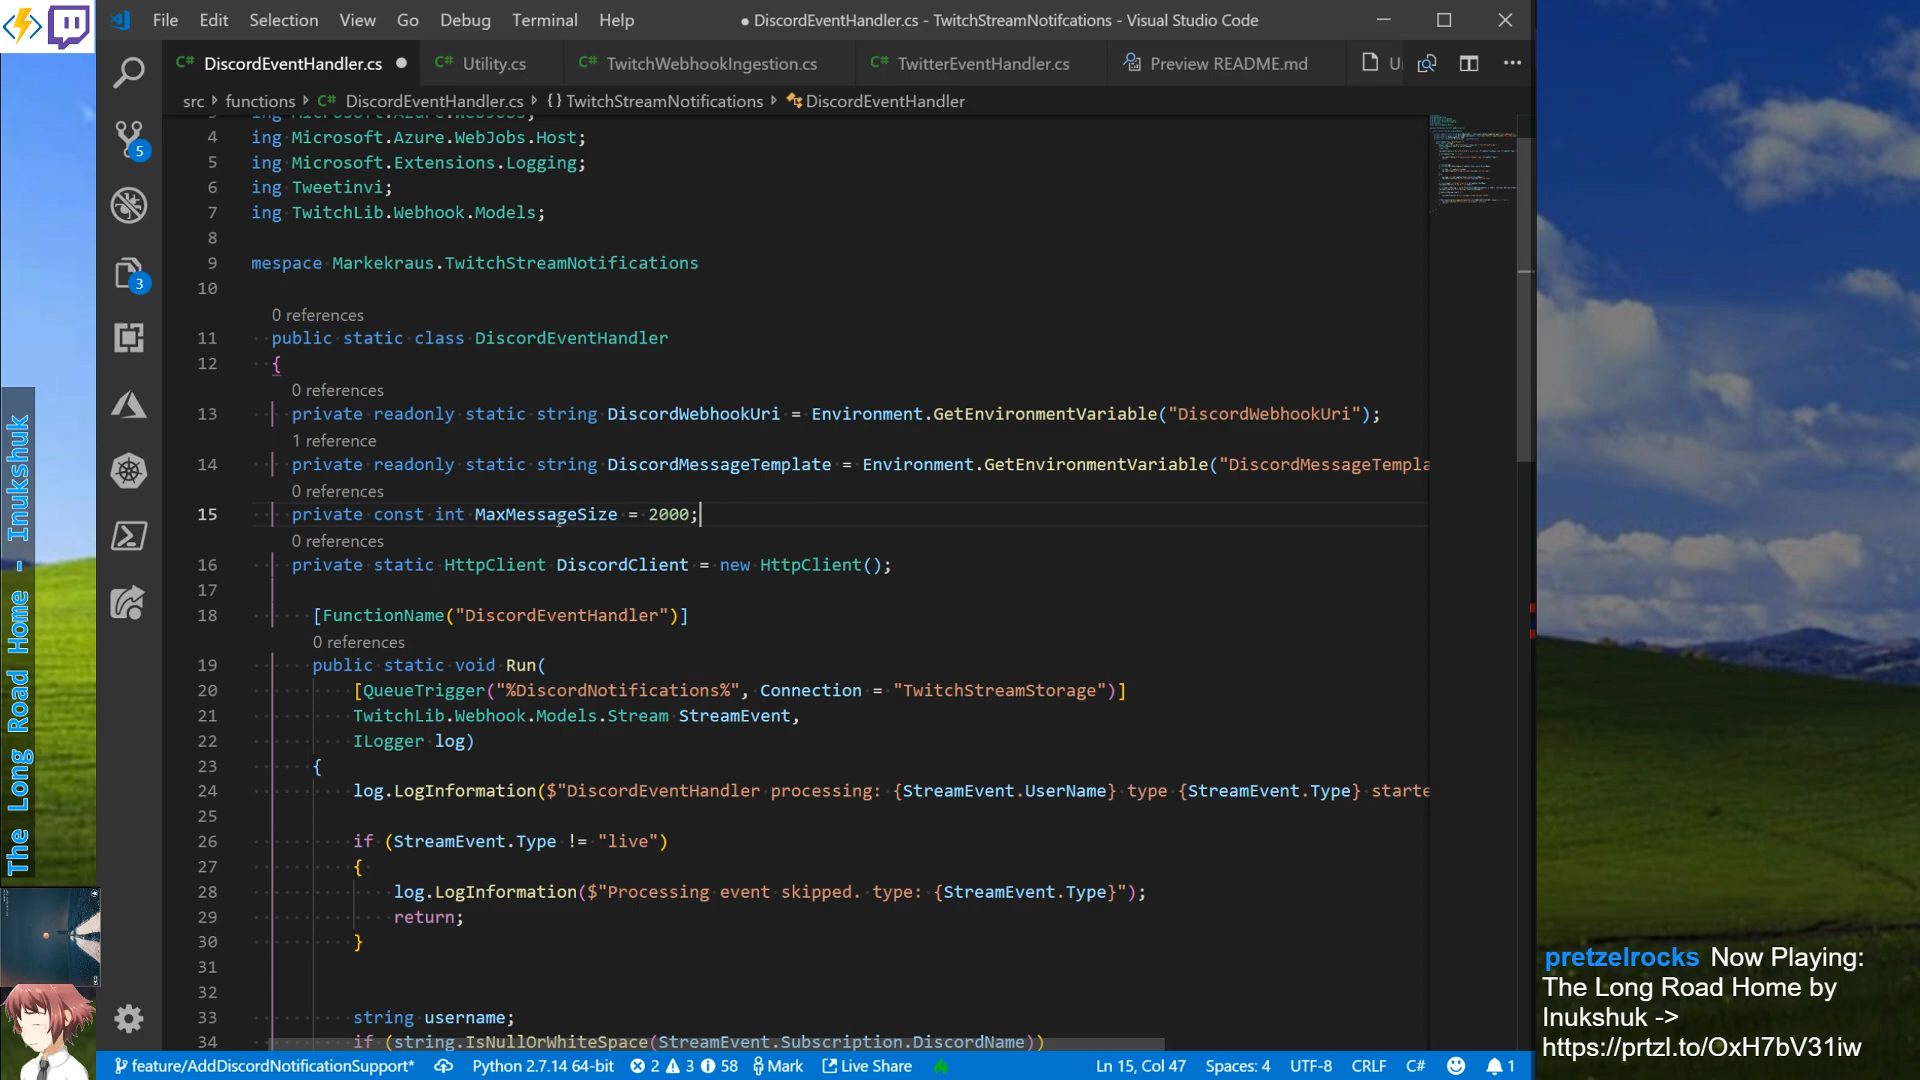 File Edit Selection View Go Debug Terminal Help
● DiscordEventHandler.cs - TwitchStreamNotifcations - Visual Studio Code
C# DiscordEventHandler.cs ●
C# Utility.cs
C# TwitchWebhookIngestion.cs
C# TwitterEventHandler.cs
Preview README.md
src > functions > C# DiscordEventHandler.cs > {} TwitchStreamNotifications > DiscordEventHandler
4 ing Microsoft.Azure.WebJobs.Host;
5 ing Microsoft.Extensions.Logging;
6 ing Tweetinvi;
7 ing TwitchLib.Webhook.Models;
8
9 mespace Markekraus.TwitchStreamNotifications
10
0 references
11 public static class DiscordEventHandler
12 {
0 references
13 private readonly static string DiscordWebhookUri = Environment.GetEnvironmentVariable("DiscordWebhookUri");
1 reference
14 private readonly static string DiscordMessageTemplate = Environment.GetEnvironmentVariable("DiscordMessageTempla
0 references
15 private const int MaxMessageSize = 2000;
0 references
16 private static HttpClient DiscordClient = new HttpClient();
17
18 [FunctionName("DiscordEventHandler")]
0 references
19 public static void Run(
20 [QueueTrigger("%DiscordNotifications%", Connection = "TwitchStreamStorage")]
21 TwitchLib.Webhook.Models.Stream StreamEvent,
22 ILogger log)
23 {
24 log.LogInformation($"DiscordEventHandler processing: {StreamEvent.UserName} type {StreamEvent.Type} starte
25
26 if (StreamEvent.Type != "live")
27 {
28 log.LogInformation($"Processing event skipped. type: {StreamEvent.Type}");
29 return;
30 }
31
32
33 string username;
34 if (string.IsNullOrWhiteSpace(StreamEvent.Subscription.DiscordName))
5
3
feature/AddDiscordNotificationSupport* Python 2.7.14 64-bit 2 3 58 Mark Live Share Ln 15, Col 47 Spaces: 4 UTF-8 CRLF C# 1
The Long Road Home - Inukshuk
pretzelrocks Now Playing:
The Long Road Home by
Inukshuk ->
https://prtzl.to/OxH7bV31iw